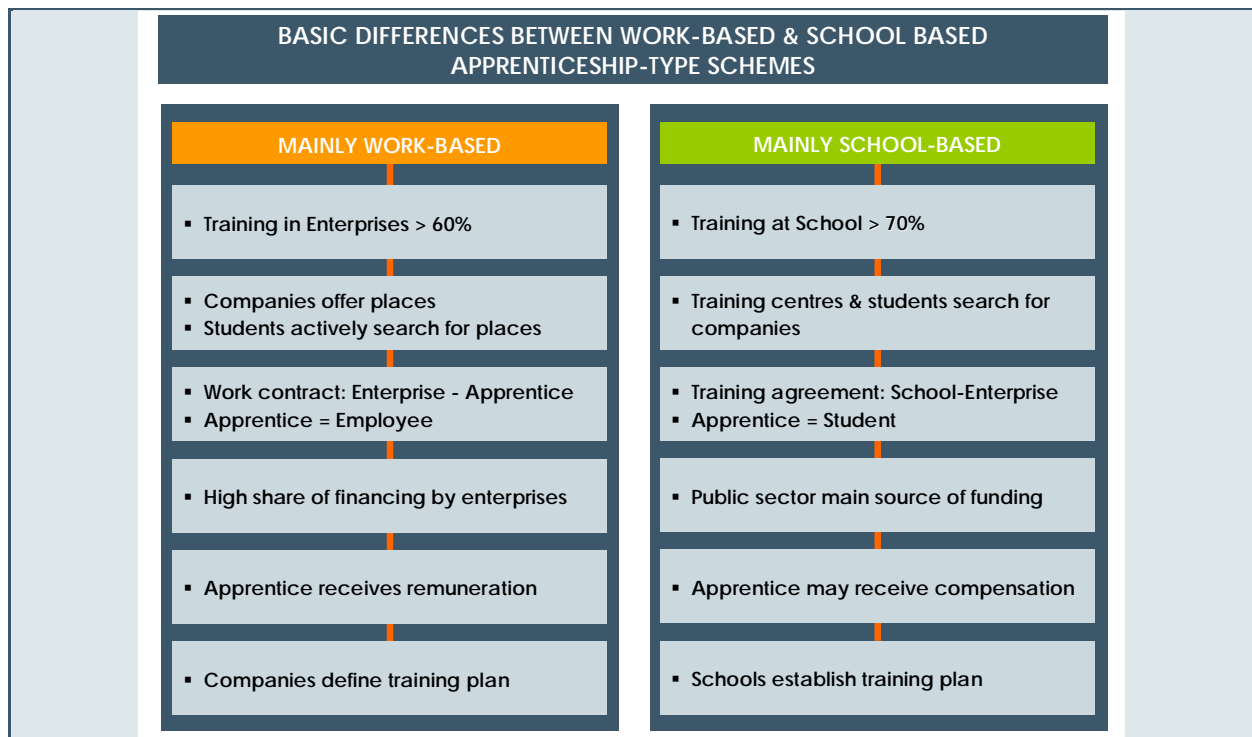 BASIC DIFFERENCES BETWEEN WORK-BASED & SCHOOL BASED
APPRENTICESHIP-TYPE SCHEMES
MAINLY WORK-BASED
▪ Training in Enterprises > 60%
▪ Companies offer places
▪ Students actively search for places
▪ Work contract: Enterprise - Apprentice
▪ Apprentice = Employee
▪ High share of financing by enterprises
▪ Apprentice receives remuneration
▪ Companies define training plan
MAINLY SCHOOL-BASED
▪ Training at School > 70%
▪ Training centres & students search for
companies
▪ Training agreement: School-Enterprise
▪ Apprentice = Student
▪ Public sector main source of funding
▪ Apprentice may receive compensation
▪ Schools establish training plan